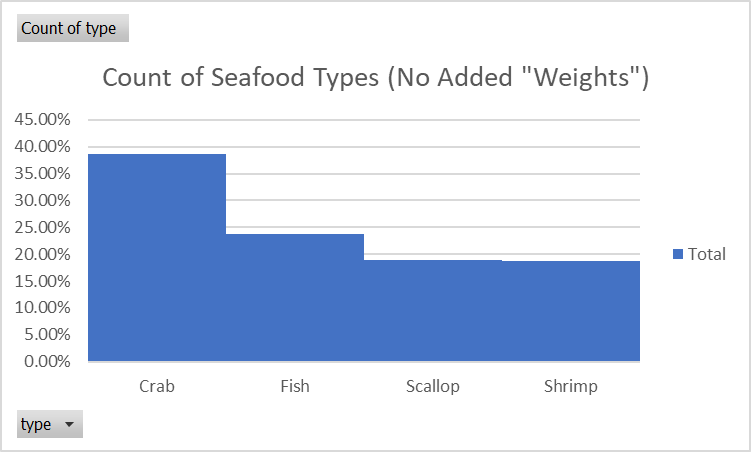 Count of type
Count of Seafood Types (No Added "Weights")
45.00%
40.00%
35.00%
30.00%
25.00%
20.00%
15.00%
10.00%
5.00%
0.00%
Crab Fish Scallop Shrimp
Total
type